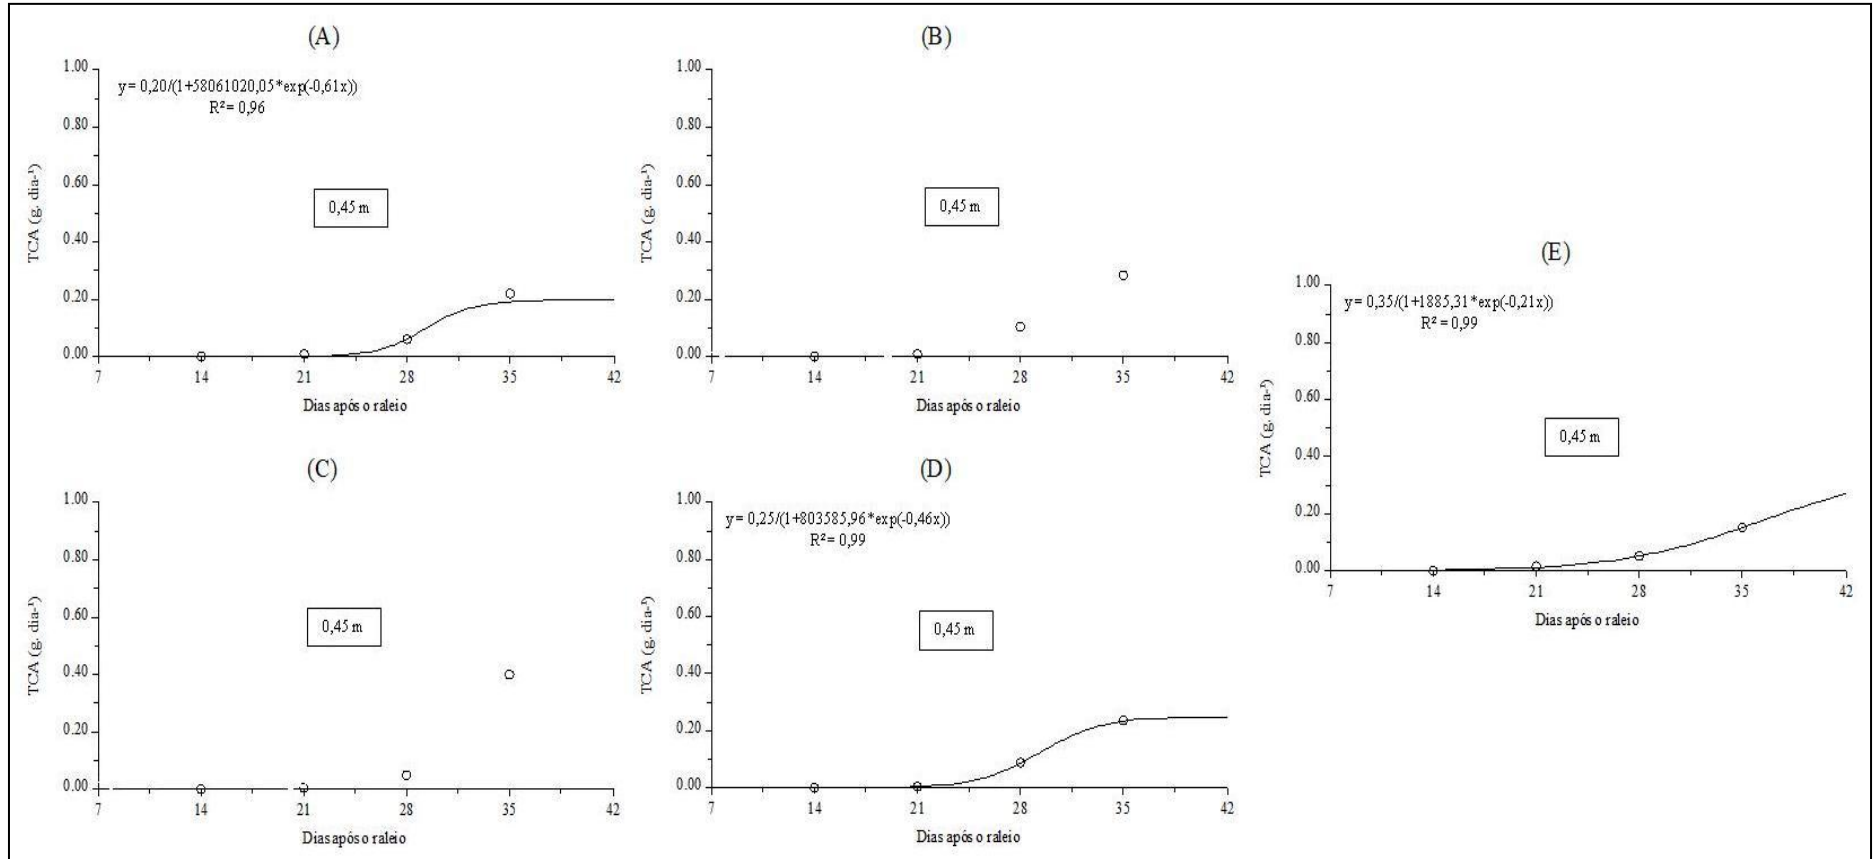 (A)
1.00
y = 0,20/(1+58061020,05*exp(-0,61x))
R² = 0,96
0.80
0.60
0,45 m
0.40
0.20
0.00
TCA (g. dia-¹)
7 14 21 28 35 42
Dias após o raleio
(B)
1.00
0.80
0.60
0,45 m
0.40
0.20
0.00
TCA (g. dia-¹)
7 14 21 28 35 42
Dias após o raleio
(C)
1.00
0.80
0.60
0,45 m
0.40
0.20
0.00
TCA (g. dia-¹)
7 14 21 28 35 42
Dias após o raleio
(D)
1.00
y = 0,25/(1+803585,96*exp(-0,46x))
R² = 0,99
0.80
0.60
0,45 m
0.40
0.20
0.00
TCA (g. dia-¹)
7 14 21 28 35 42
Dias após o raleio
(E)
1.00
y = 0,35/(1+1885,31*exp(-0,21x))
R² = 0,99
0.80
0.60
0,45 m
0.40
0.20
0.00
TCA (g. dia-¹)
7 14 21 28 35 42
Dias após o raleio